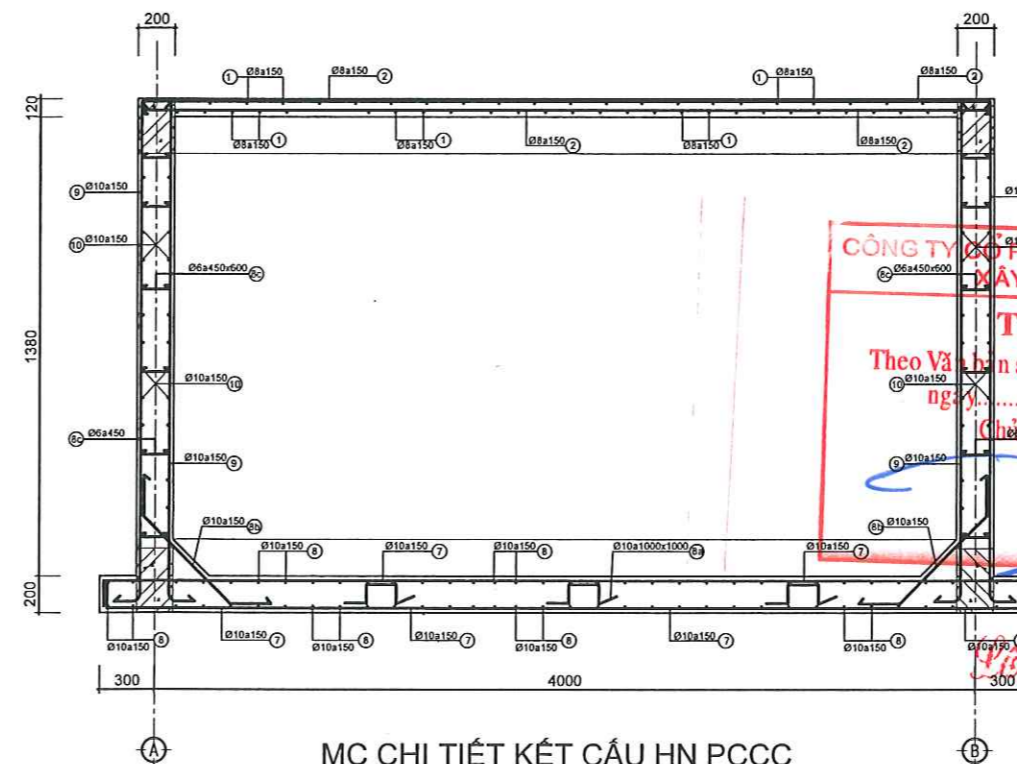 200 200
① Ø8a150 Ø8a150 ② ① Ø8a150 Ø8a150 ②
120
Ø8a150 ① Ø8a150 ① Ø8a150 ② Ø8a150 ① Ø8a150 ②
⑨ Ø10a150
⑩ Ø10a150
CÔNG TY CỔ
XÂY
Ø6a450x600 8c 8c Ø6a450x600
T
1380
Theo Văn bản
Ø10a150 ⑩ ⑩ Ø10a150
ngày........
8c Ø6a450
Ø10a150 ⑨ ⑨ Ø10a150
Ø10a150 8b 8b Ø10a150
Ø10a150 ⑧ Ø10a150 ⑦ Ø10a150 ⑧ Ø10a1000x1000 8a Ø10a150 ⑦
200
Ø10a150 ⑧ Ø10a150 ⑦ Ø10a150 ⑧ Ø10a150 ⑦ Ø10a150 ⑧ Ø10a150 ⑦ Ø10a150 ⑧ Ø10a150
300 4000 300
A B
MC CHI TIẾT KẾT CẤU HN PCCC